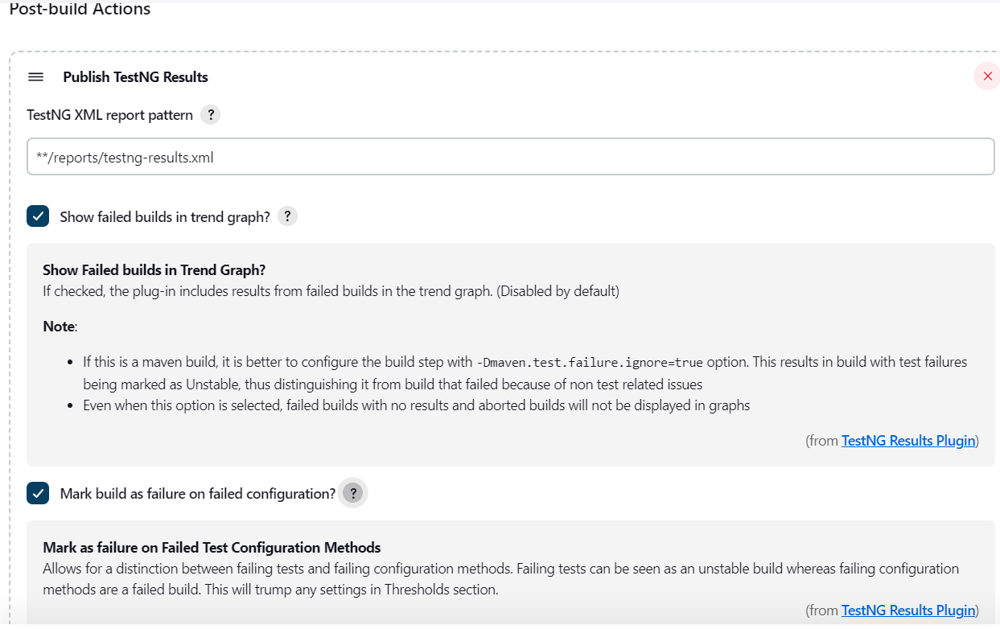 Post-build Actions
Publish TestNG Results
TestNG XML report pattern ?
**/reports/testng-results.xml
Show failed builds in trend graph? ?
Show Failed builds in Trend Graph?
If checked, the plug-in includes results from failed builds in the trend graph. (Disabled by default)
Note:
If this is a maven build, it is better to configure the build step with -Dmaven.test.failure.ignore=true option. This results in build with test failures
being marked as Unstable, thus distinguishing it from build that failed because of non test related issues
Even when this option is selected, failed builds with no results and aborted builds will not be displayed in graphs
(from TestNG Results Plugin)
Mark build as failure on failed configuration? ?
Mark as failure on Failed Test Configuration Methods
Allows for a distinction between failing tests and failing configuration methods. Failing tests can be seen as an unstable build whereas failing configuration
methods are a failed build. This will trump any settings in Thresholds section.
(from TestNG Results Plugin)